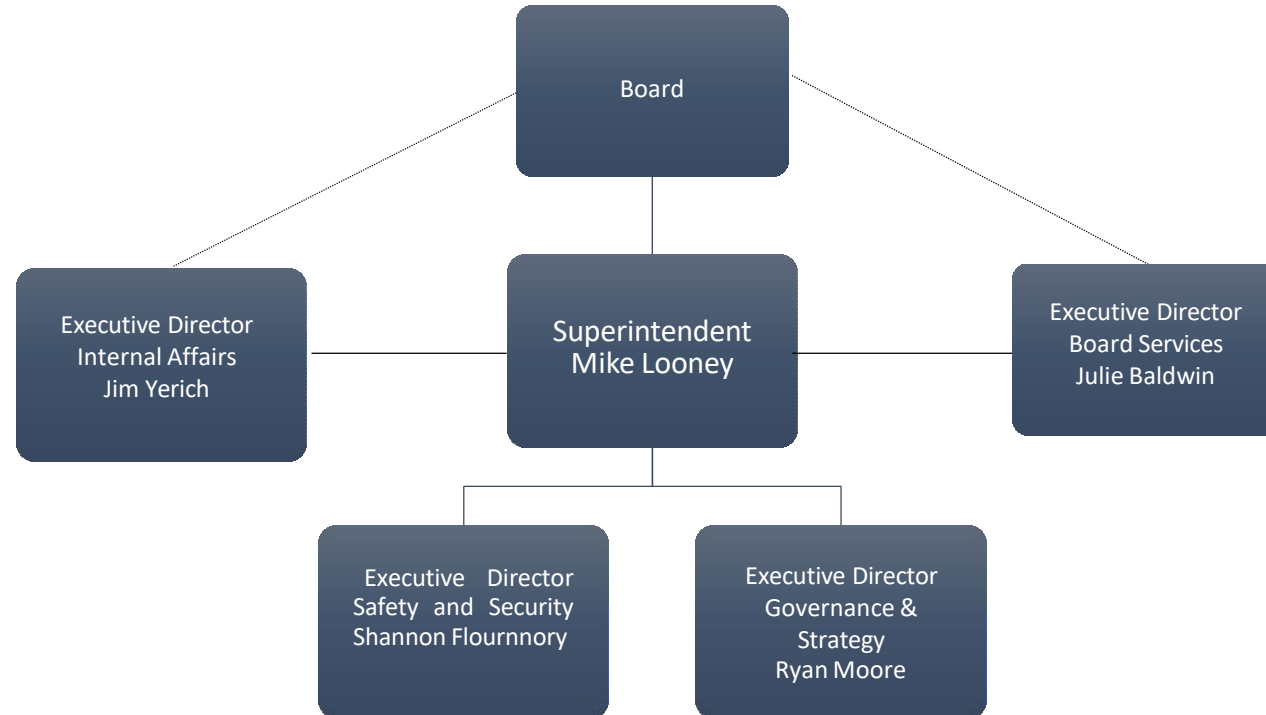 Board
Executive Director
Internal Affairs
Jim Yerich
Superintendent
Mike Looney
Executive Director
Board Services
Julie Baldwin
Executive Director
Safety and Security
Shannon Flournnory
Executive Director
Governance &
Strategy
Ryan Moore